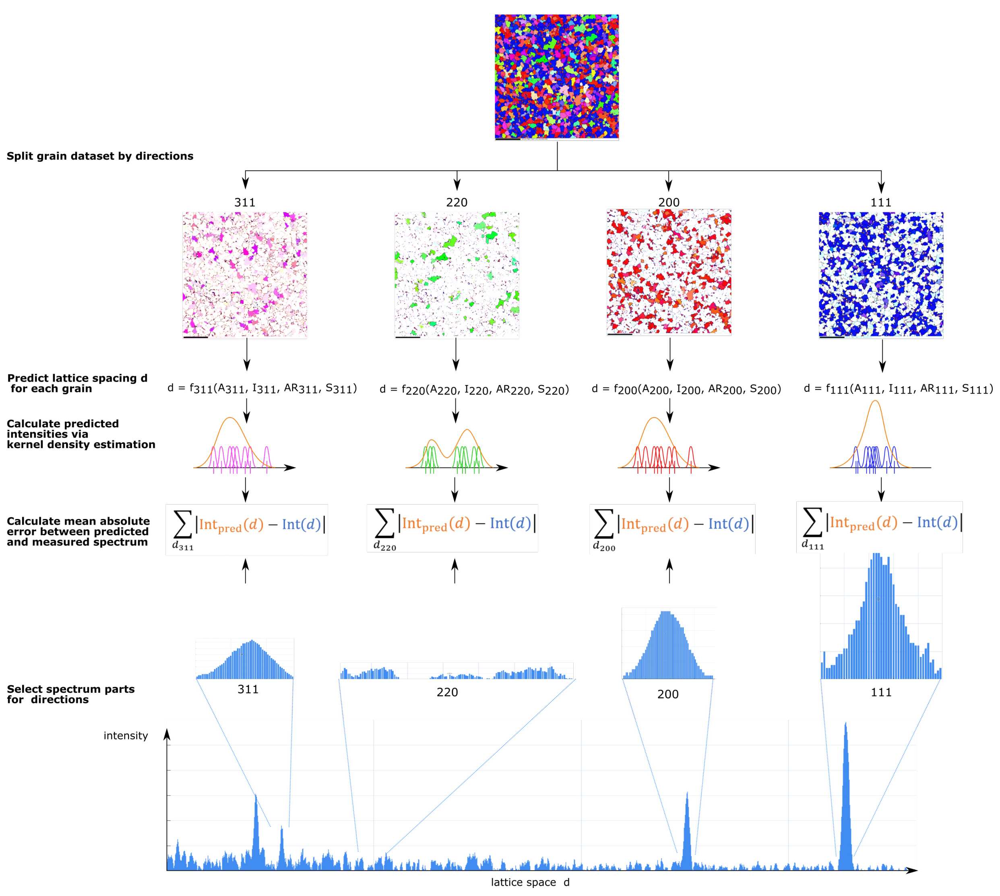 Split grain dataset by directions
311
220
200
111
Predict lattice spacing d
for each grain
d = f311(A311, I311, AR311, S311)
d = f220(A220, I220, AR220, S220)
d = f200(A200, I200, AR200, S200)
d = f111(A111, I111, AR111, S111)
Calculate predicted
intensities via
kernel density estimation
Calculate mean absolute
error between predicted
and measured spectrum
∑|Intpred(d) − Int(d)|
d311
∑|Intpred(d) − Int(d)|
d220
∑|Intpred(d) − Int(d)|
d200
∑|Intpred(d) − Int(d)|
d111
Select spectrum parts
for directions
311
220
200
111
intensity
lattice space d